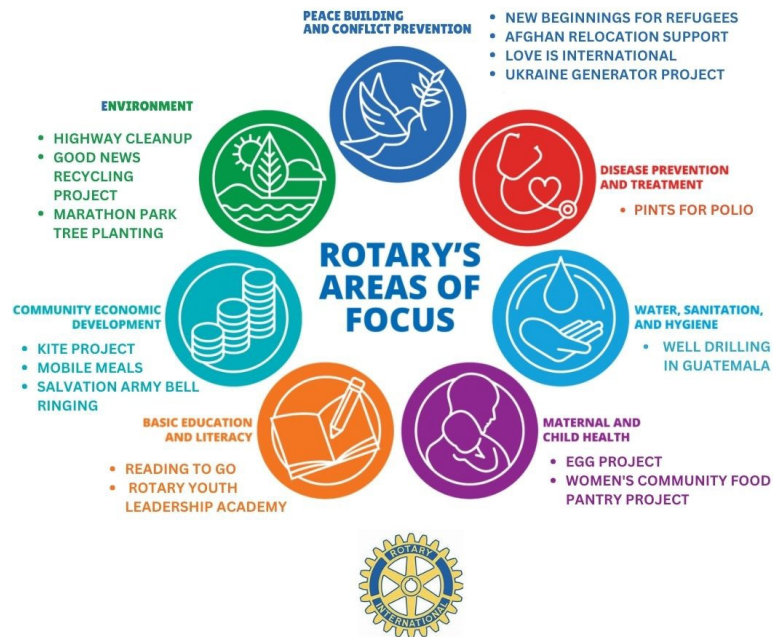 PEACE BUILDING
AND CONFLICT PREVENTION
• NEW BEGINNINGS FOR REFUGEES
• AFGHAN RELOCATION SUPPORT
• LOVE IS INTERNATIONAL
• UKRAINE GENERATOR PROJECT
ENVIRONMENT
• HIGHWAY CLEANUP
• GOOD NEWS
RECYCLING
PROJECT
• MARATHON PARK
TREE PLANTING
DISEASE PREVENTION
AND TREATMENT
• PINTS FOR POLIO
ROTARY'S
AREAS OF
FOCUS
COMMUNITY ECONOMIC
DEVELOPMENT
• KITE PROJECT
• MOBILE MEALS
• SALVATION ARMY BELL
RINGING
WATER, SANITATION,
AND HYGIENE
• WELL DRILLING
IN GUATEMALA
BASIC EDUCATION
AND LITERACY
• READING TO GO
• ROTARY YOUTH
LEADERSHIP ACADEMY
MATERNAL AND
CHILD HEALTH
• EGG PROJECT
• WOMEN'S COMMUNITY FOOD
PANTRY PROJECT
ROTARY
INTERNATIONAL